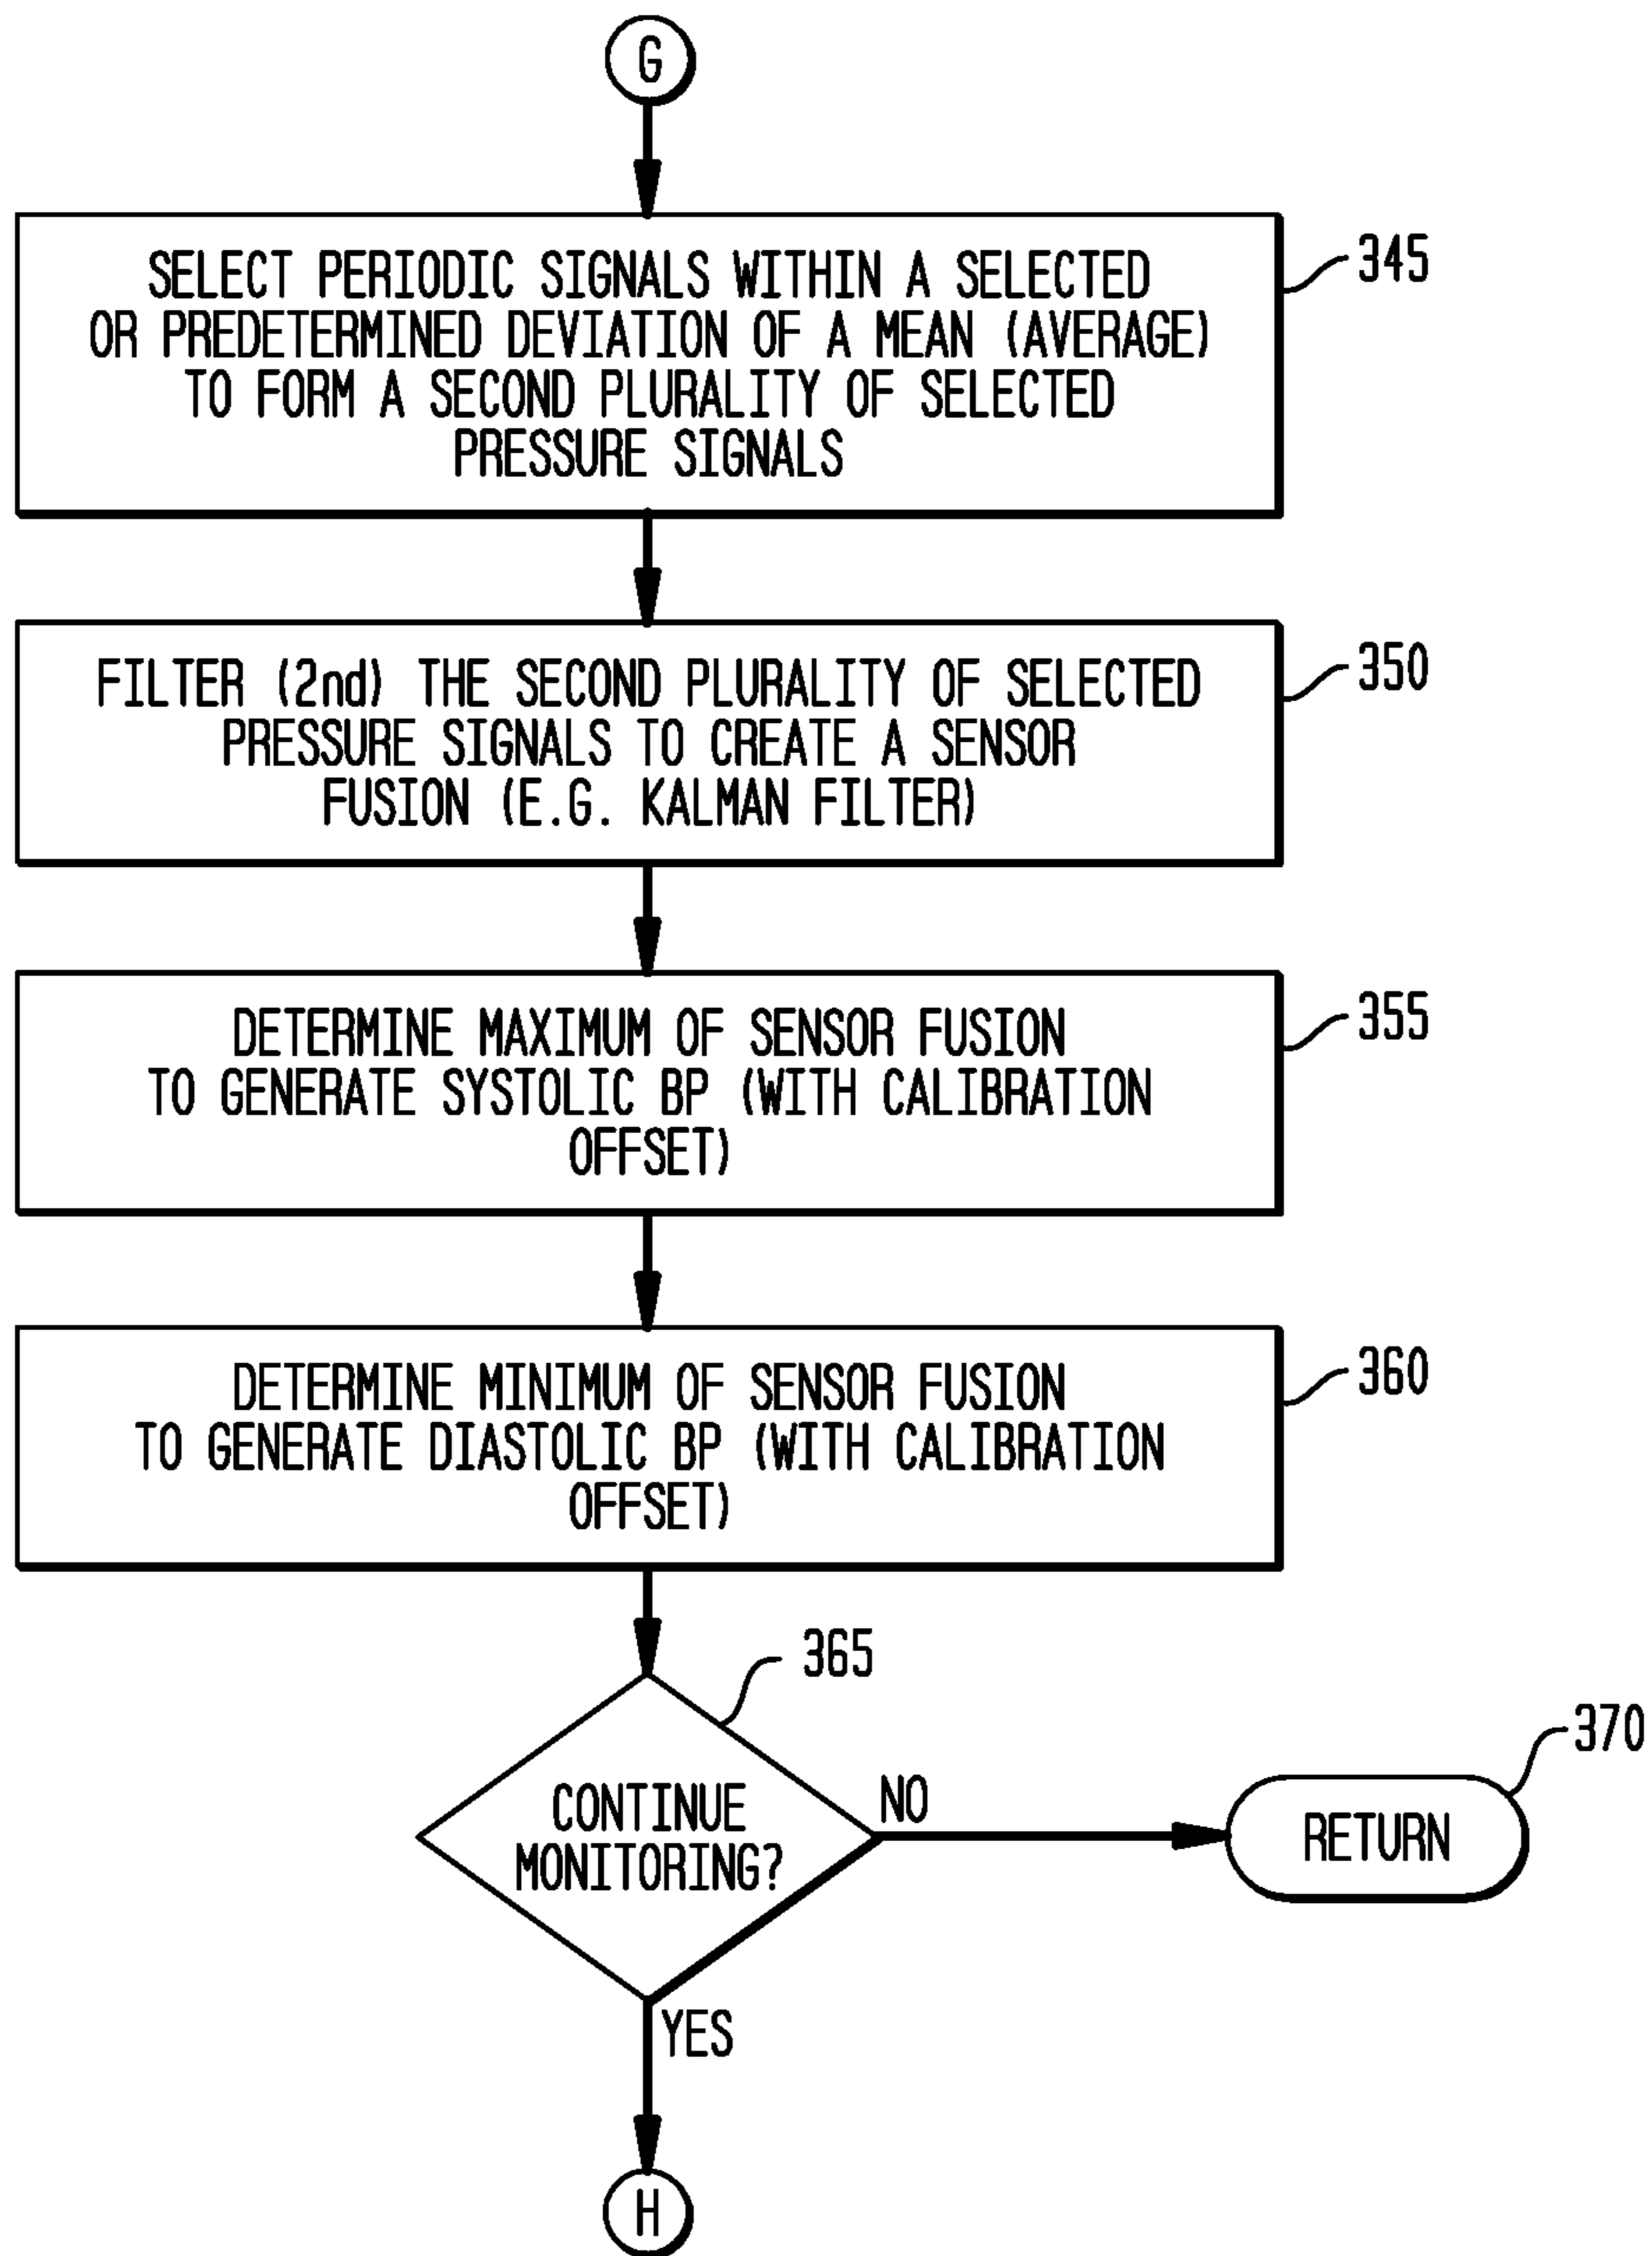 G
SELECT PERIODIC SIGNALS WITHIN A SELECTED
OR PREDETERMINED DEVIATION OF A MEAN (AVERAGE)
TO FORM A SECOND PLURALITY OF SELECTED
PRESSURE SIGNALS
345
FILTER (2nd) THE SECOND PLURALITY OF SELECTED
PRESSURE SIGNALS TO CREATE A SENSOR
FUSION (E.G. KALMAN FILTER)
350
DETERMINE MAXIMUM OF SENSOR FUSION
TO GENERATE SYSTOLIC BP (WITH CALIBRATION
OFFSET)
355
DETERMINE MINIMUM OF SENSOR FUSION
TO GENERATE DIASTOLIC BP (WITH CALIBRATION
OFFSET)
360
365
CONTINUE
MONITORING?
NO
370
RETURN
YES
H